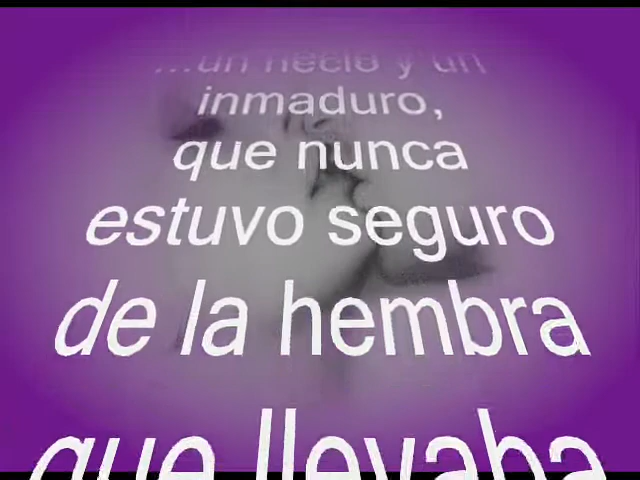 ...un necio y un
inmaduro,
que nunca
estuvo seguro
de la hembra
que llevaba